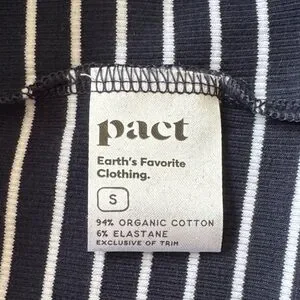 pact
Earth's Favorite
Clothing.
S
94% ORGANIC COTTON
6% ELASTANE
EXCLUSIVE OF TRIM